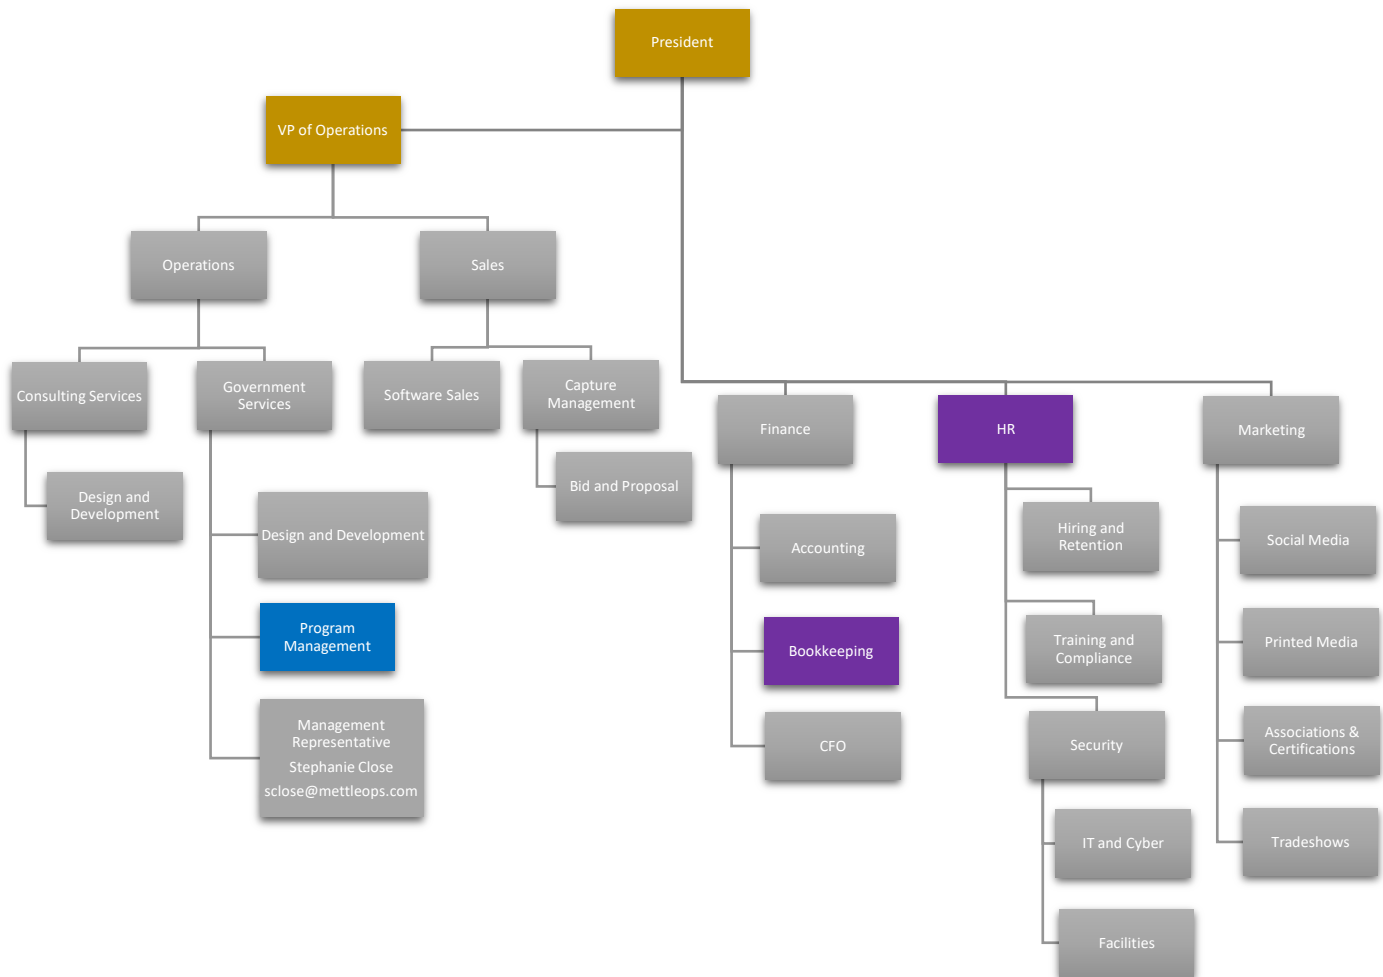 President
VP of Operations
Operations
Sales
Consulting Services
Government
Services
Software Sales
Capture
Management
Finance
HR
Marketing
Design and
Development
Bid and Proposal
Design and Development
Program
Management
Management
Representative
Stephanie Close
sclose@mettleops.com
Accounting
Bookkeeping
CFO
Hiring and
Retention
Training and
Compliance
Security
IT and Cyber
Facilities
Social Media
Printed Media
Associations &
Certifications
Tradeshows